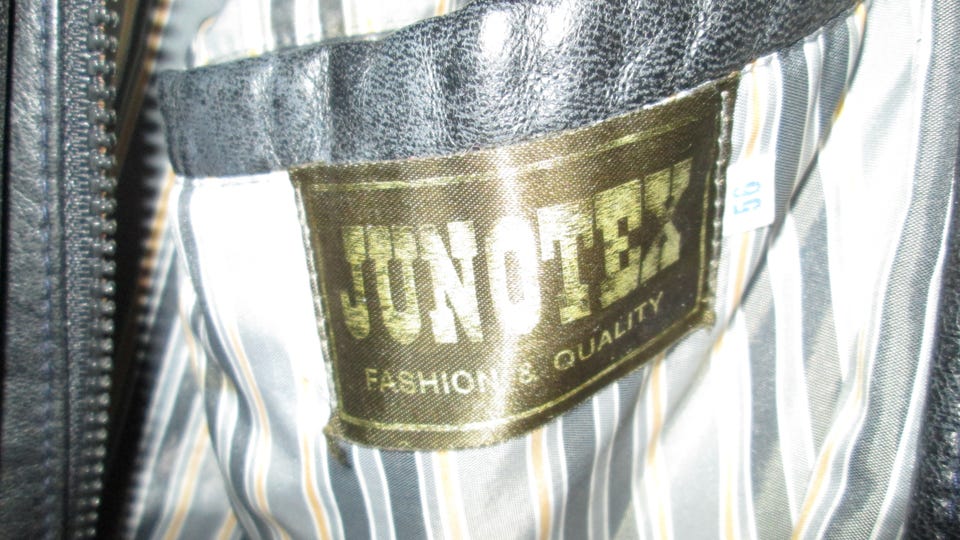 JUNOTEX
FASHION & QUALITY
56